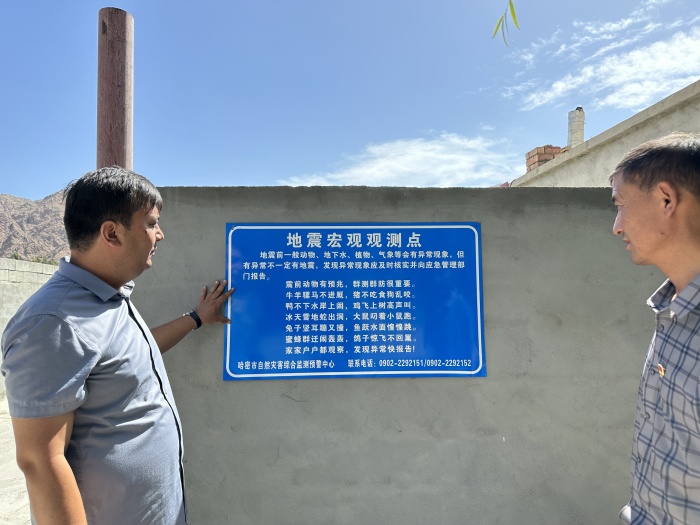 地震宏观观测点
地震前一般动物、地下水、植物、气象等会有异常现象，但
有异常不一定有地震，发现异常现象应及时核实并向应急管理部
门报告。
震前动物有预兆，群测群防很重要。
牛羊骡马不进厩，猪不吃食狗乱咬。
鸭不下水岸上闹，鸡飞上树高声叫。
冰天雪地蛇出洞，大鼠叼着小鼠跑。
兔子竖耳蹦又撞，鱼跃水面惶惶跳。
蜜蜂群迁闹轰轰，鸽子惊飞不回巢。
家家户户都观察，发现异常快报告！
哈密市自然灾害综合监测预警中心 联系电话：0902-2292151/0902-2292152